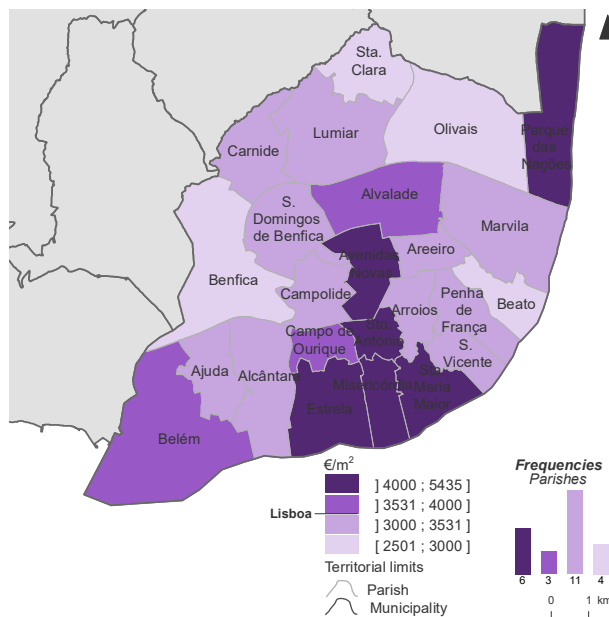 Sta.
Clara
Lumiar
Olivais
Carnide
Parque
das
Nações
Alvalade
S.
Domingos
de Benfica
Marvila
Avenidas
Novas
Areeiro
Benfica
Campolide
Arroios
Penha
de
França
Beato
Sto.
António
Campo de
Ourique
S.
Vicente
Ajuda
Alcântara
Misericórdia
Sta.
Maria
Maior
Estrela
Belém
€/m²
] 4000 ; 5435 ]
] 3531 ; 4000 ]
Lisboa
] 3000 ; 3531 ]
[ 2501 ; 3000 ]
Territorial limits
Parish
Municipality
Frequencies
Parishes
6 3 11 4
0 1 km